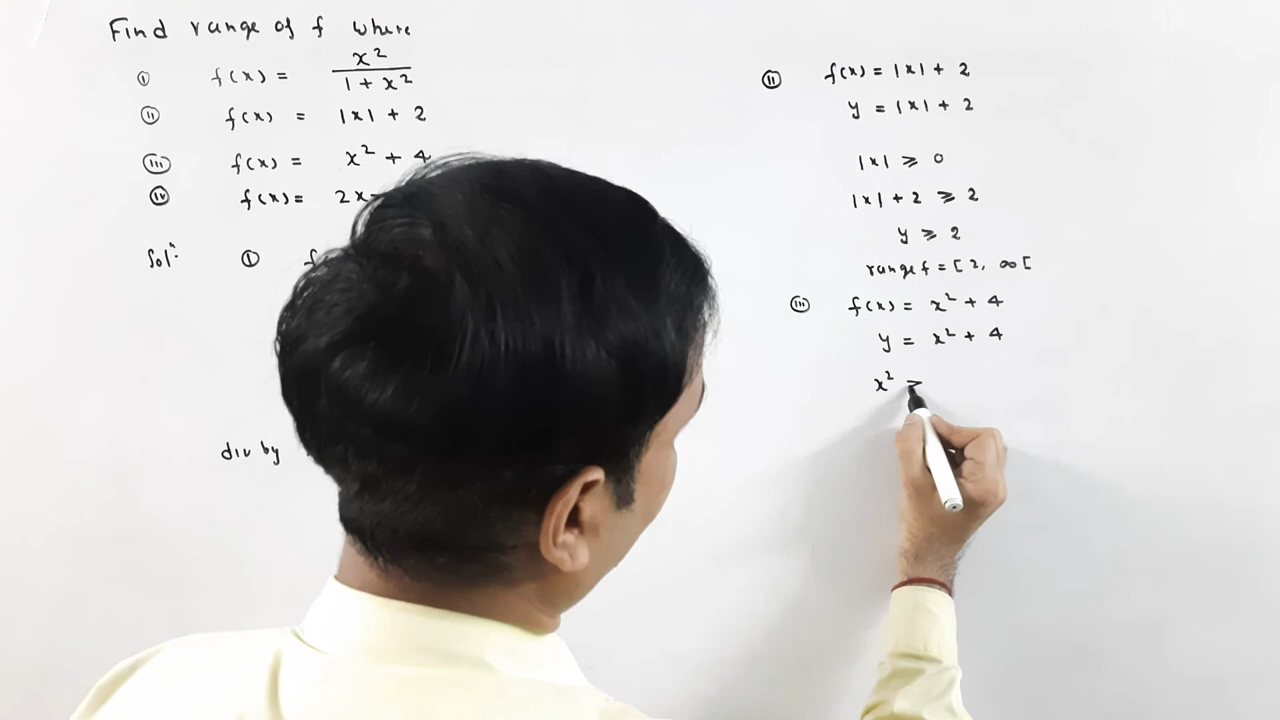 Find range of f where
(i) f(x) = x² / 1 + x²
(ii) f(x) = |x| + 2
(iii) f(x) = x² + 4
(iv) f(x) = 2x-
Solⁿ: (i) f
div by
(ii) f(x) = |x| + 2
y = |x| + 2
|x| ⩾ 0
|x| + 2 ⩾ 2
y ⩾ 2
range f = [2, ∞[
(iii) f(x) = x² + 4
y = x² + 4
x² ⩾